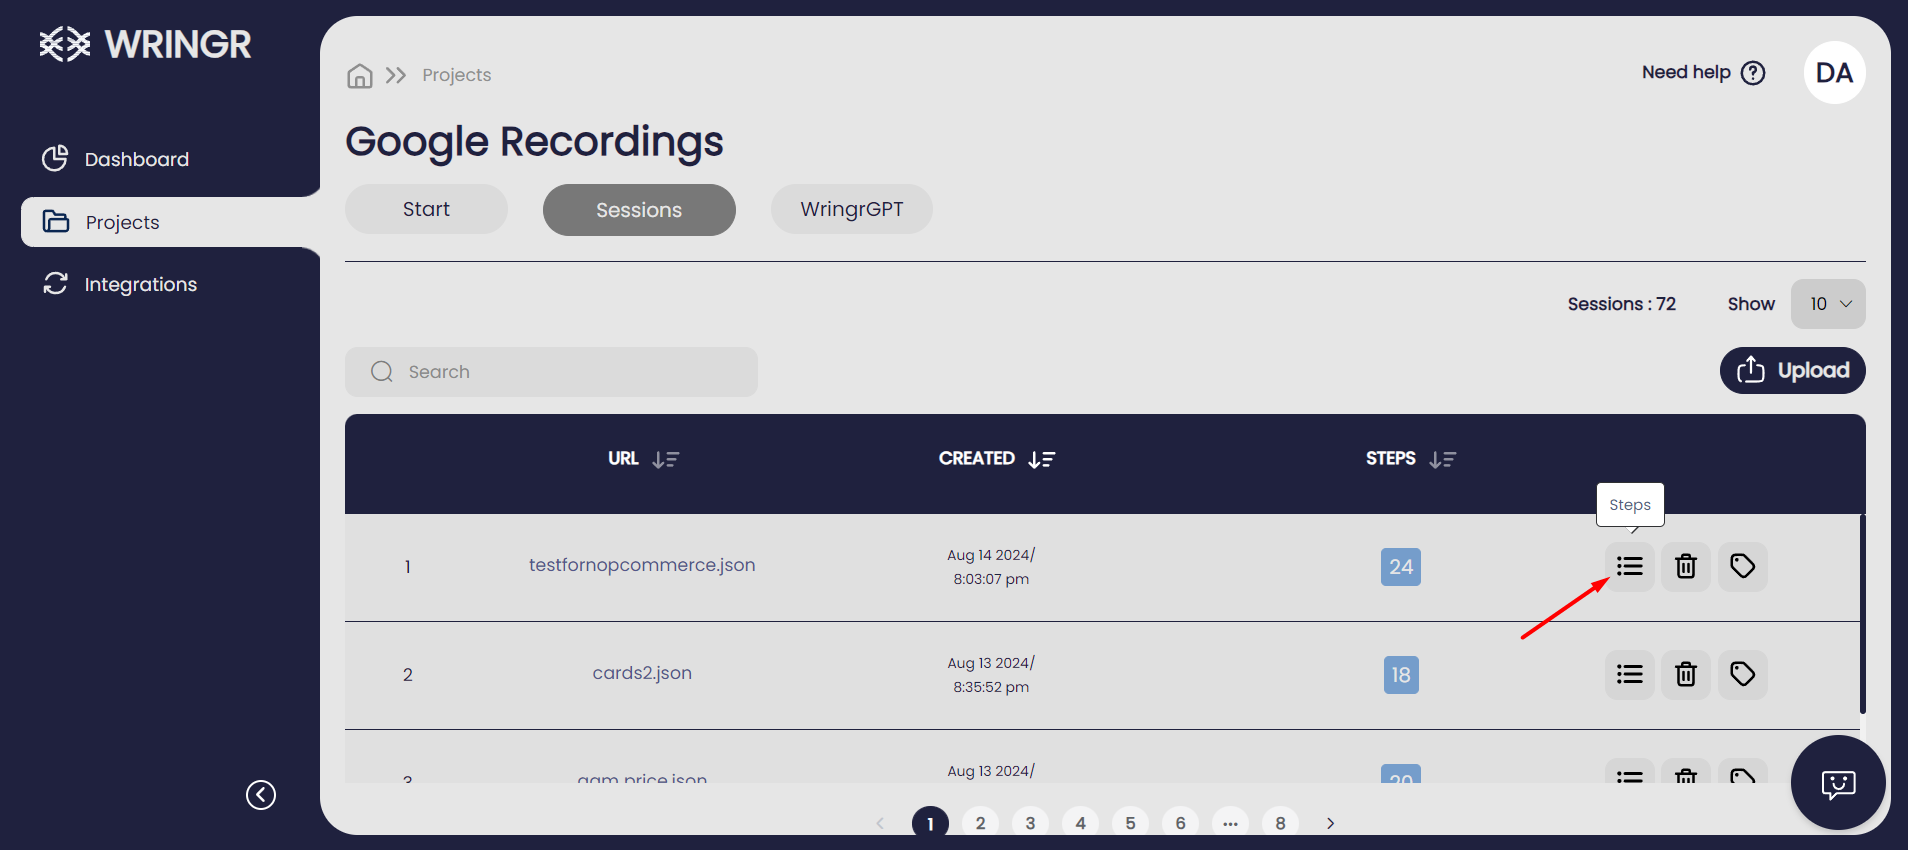 WRINGR
Dashboard
Projects
Integrations
Projects
Need help
DA
Google Recordings
Start
Sessions
WringrGPT
Sessions : 72
Show
10
Search
Upload
URL
CREATED
STEPS
Steps
1
testfornopcommerce.json
Aug 14 2024/
8:03:07 pm
24
2
cards2.json
Aug 13 2024/
8:35:52 pm
18
3
Aug 13 2024/
20
1
2
3
4
5
6
...
8